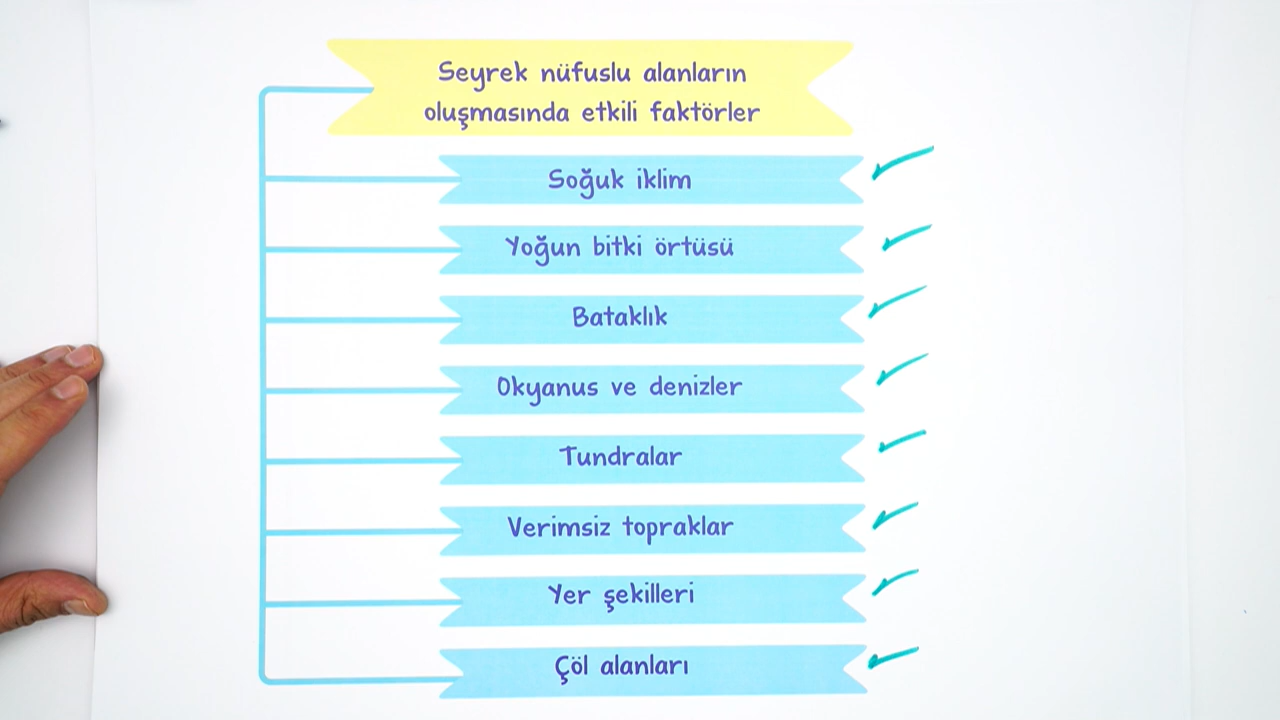 Seyrek nüfuslu alanların
oluşmasında etkili faktörler
Soğuk iklim
Yoğun bitki örtüsü
Bataklık
Okyanus ve denizler
Tundralar
Verimsiz topraklar
Yer şekilleri
Çöl alanları